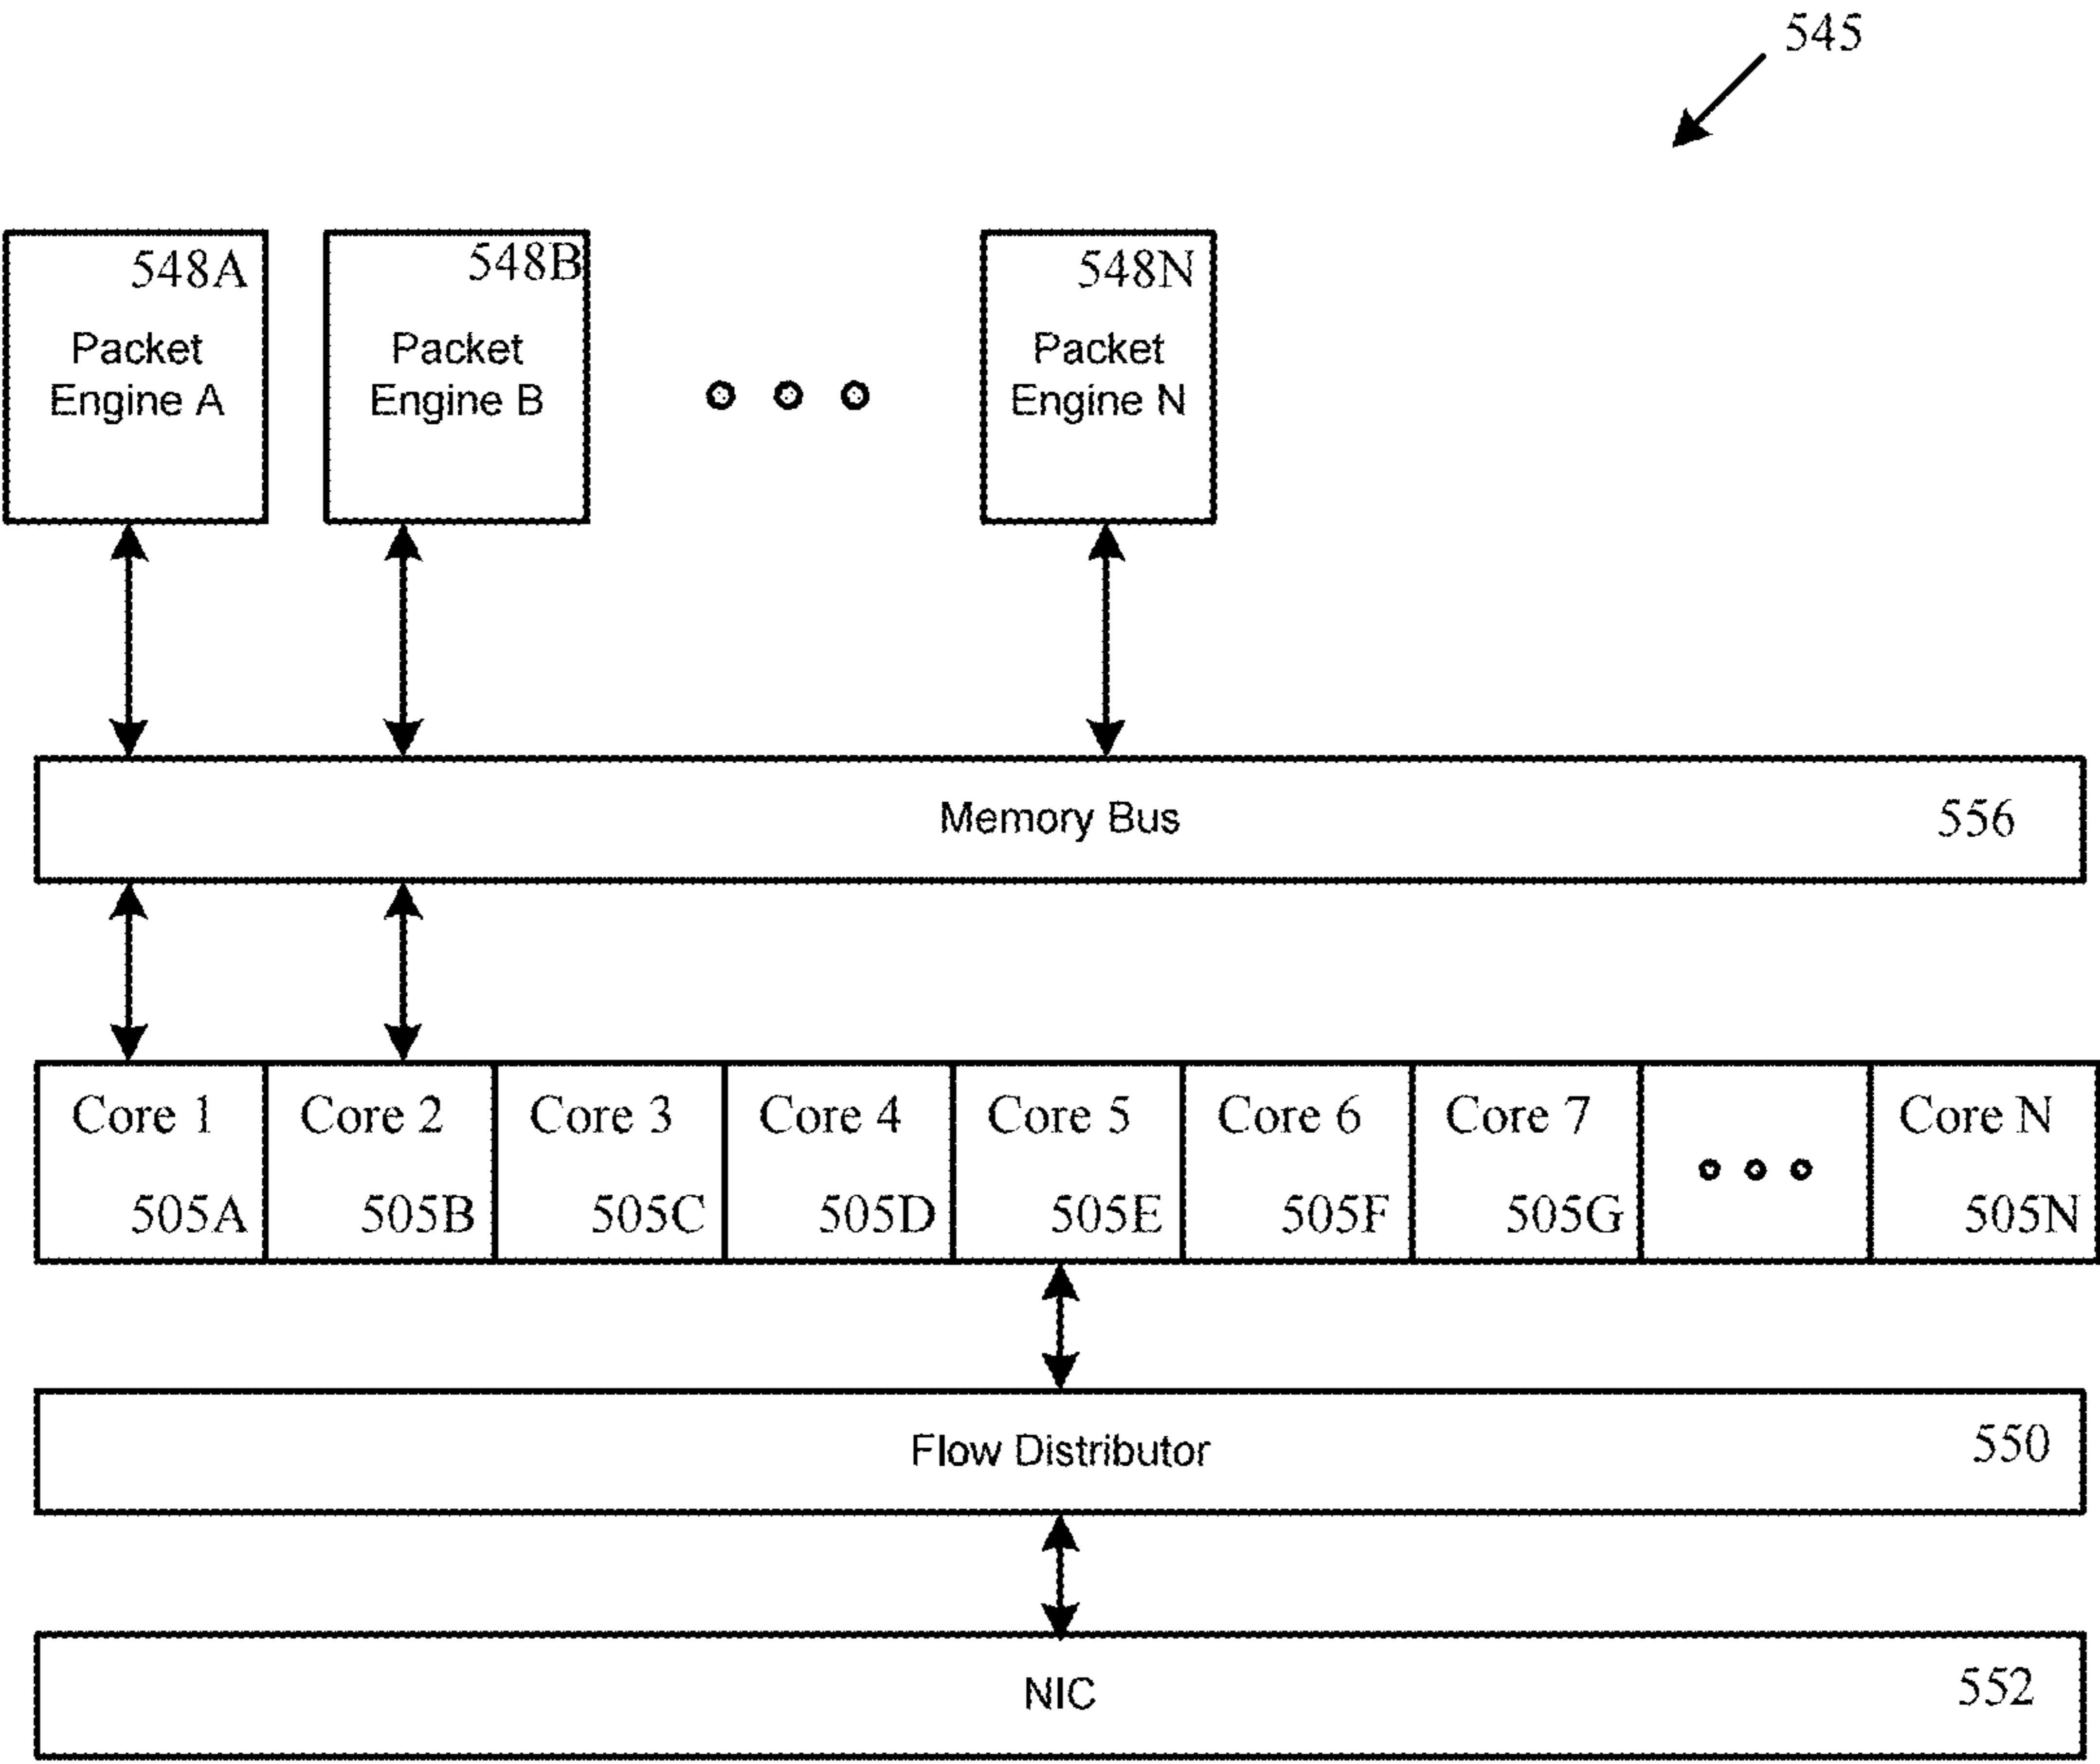 545
548A
Packet
Engine A
548B
Packet
Engine B
548N
Packet
Engine N
Memory Bus
556
Core 1
505A
Core 2
505B
Core 3
505C
Core 4
505D
Core 5
505E
Core 6
505F
Core 7
505G
Core N
505N
Flow Distributor
550
NIC
552